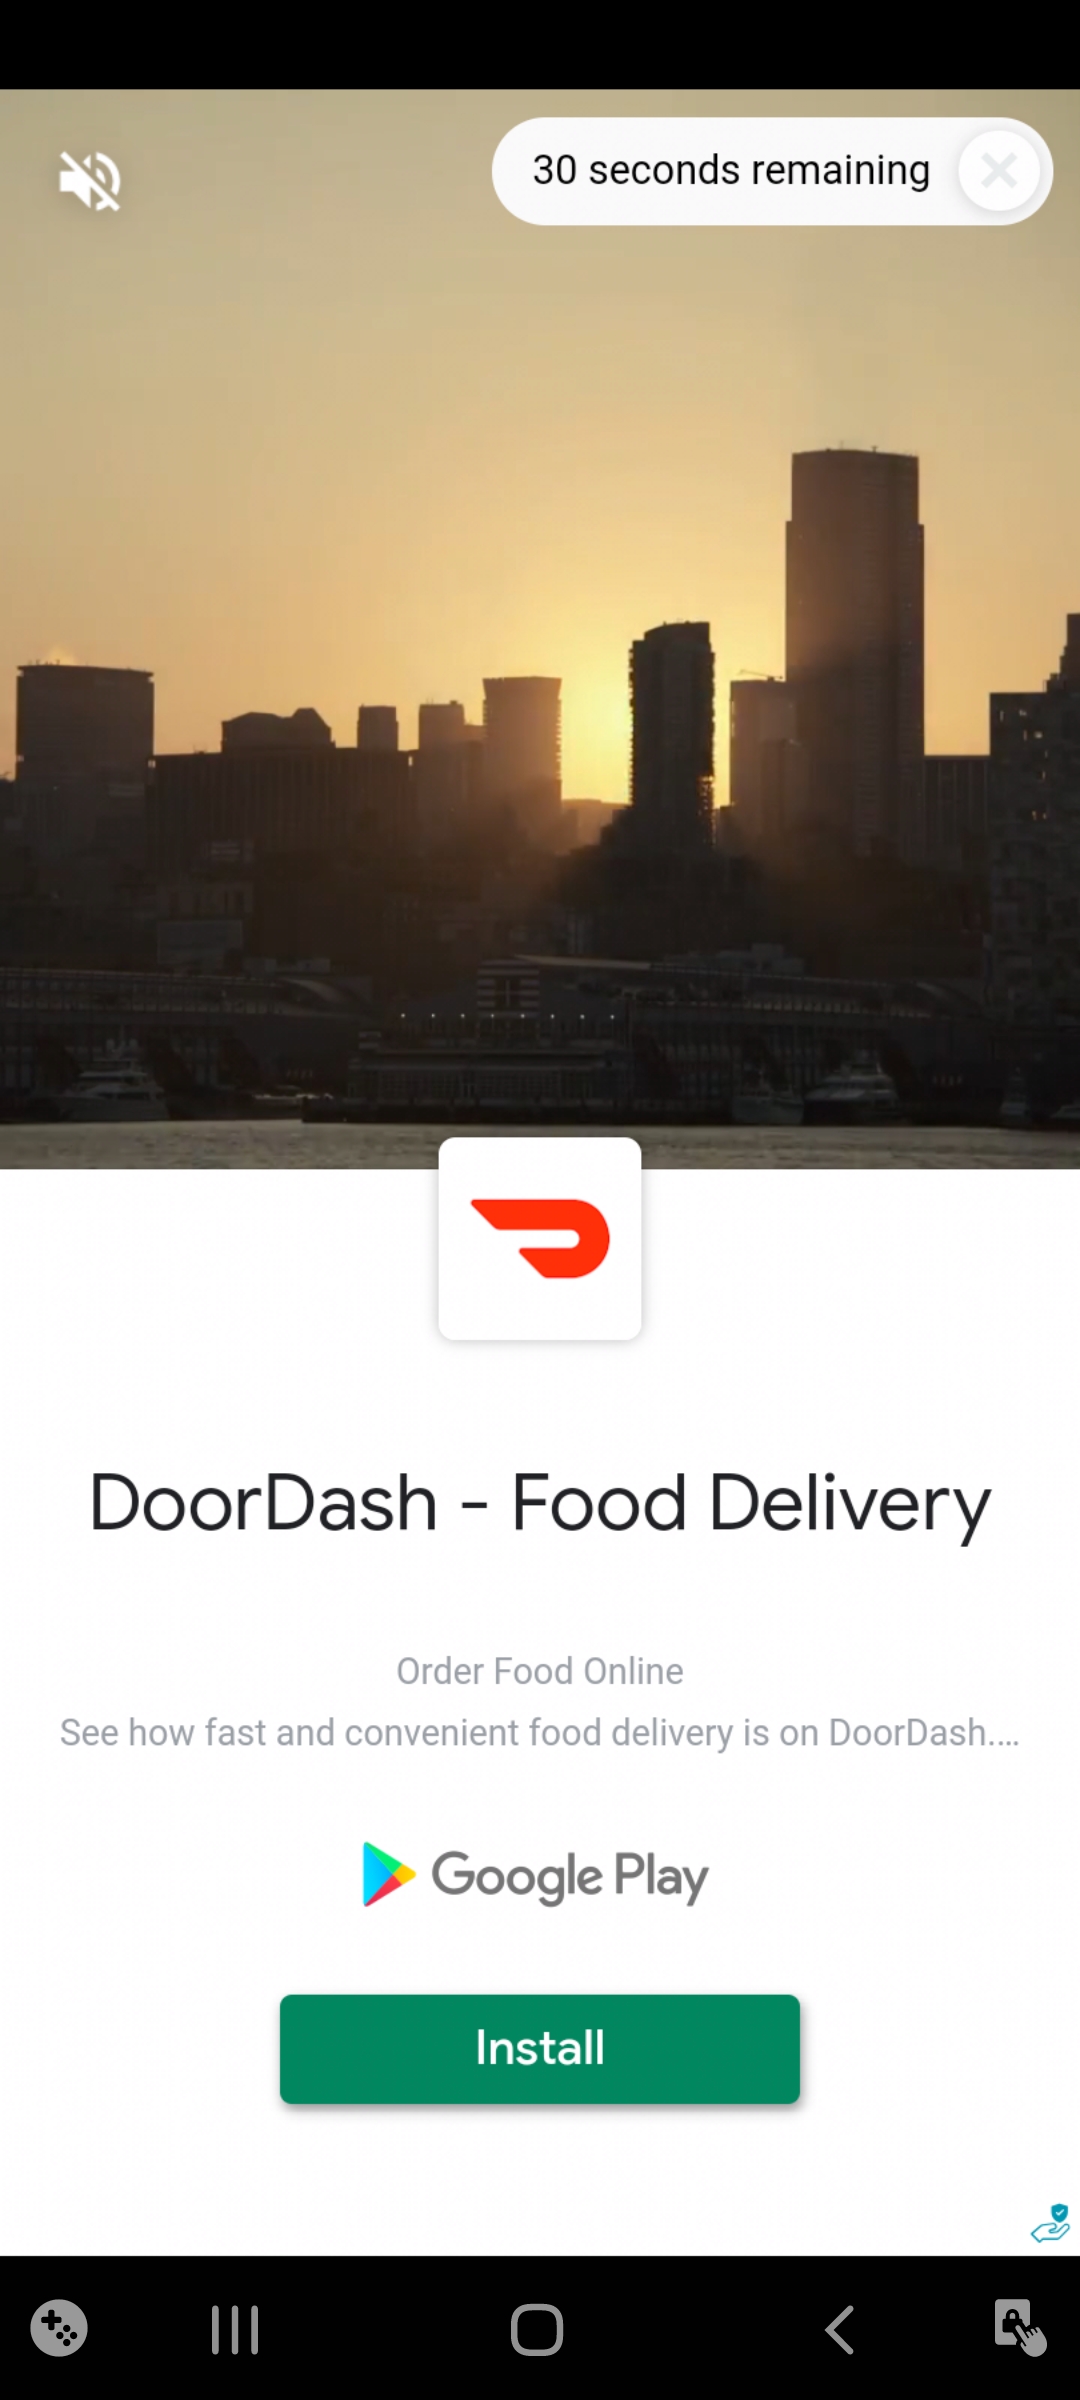 30 seconds remaining
DoorDash - Food Delivery
Order Food Online
See how fast and convenient food delivery is on DoorDash....
Google Play
Install